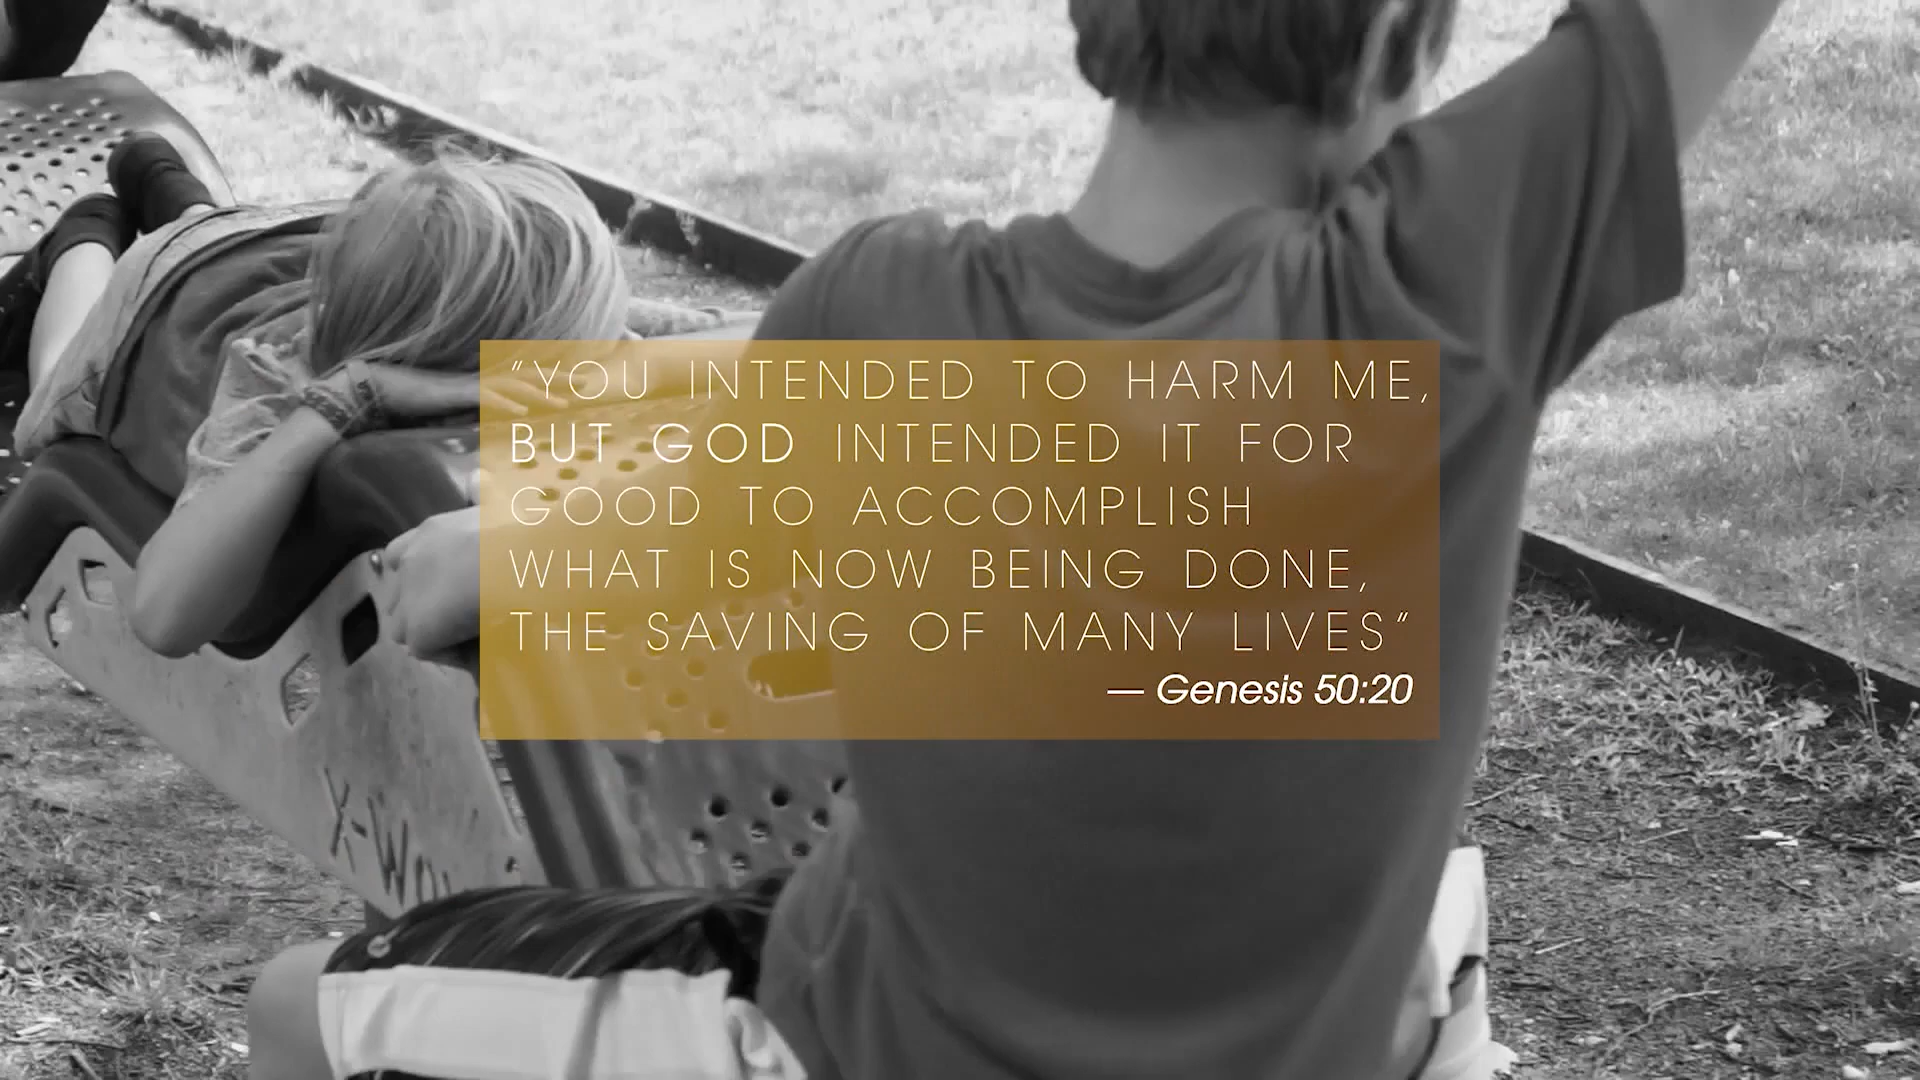 “YOU INTENDED TO HARM ME,
BUT GOD INTENDED IT FOR
GOOD TO ACCOMPLISH
WHAT IS NOW BEING DONE,
THE SAVING OF MANY LIVES”
— Genesis 50:20